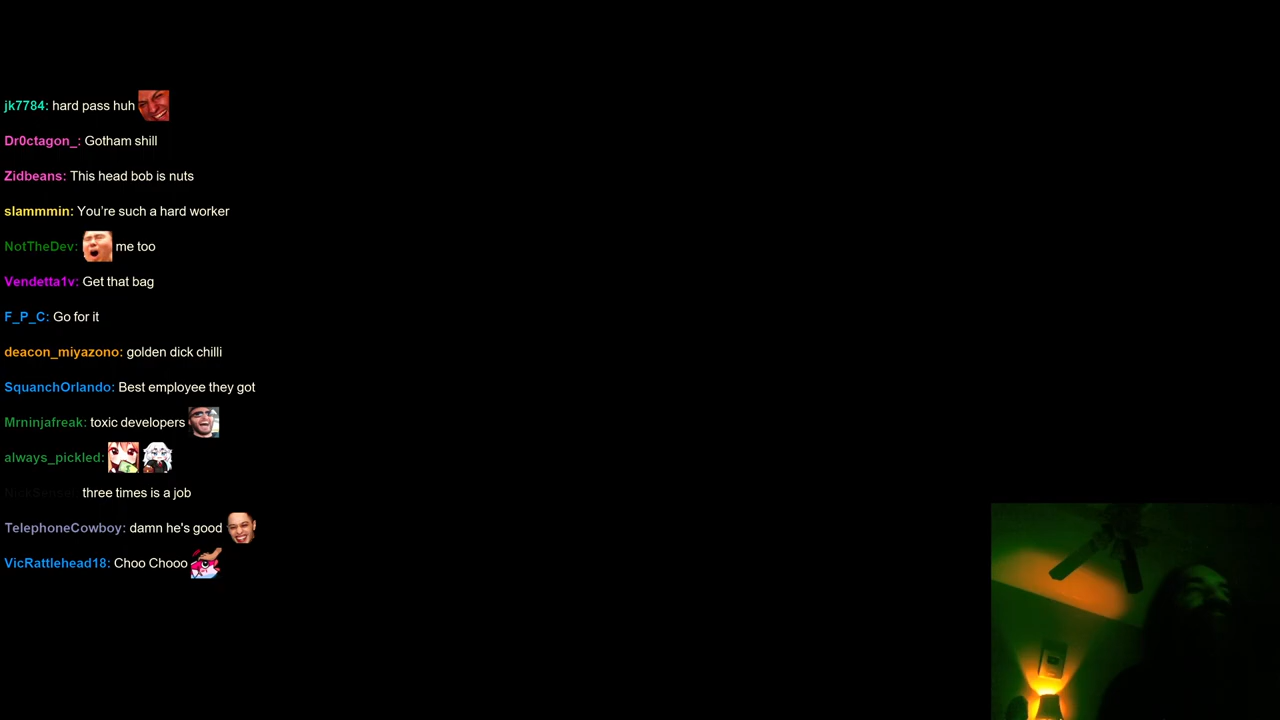 jk7784: hard pass huh
Dr0ctagon_: Gotham shill
Zidbeans: This head bob is nuts
slammmin: You're such a hard worker
NotTheDev: me too
Vendetta1v: Get that bag
F_P_C: Go for it
deacon_miyazono: golden dick chilli
SquanchOrlando: Best employee they got
Mrninjafreak: toxic developers
always_pickled:
three times is a job
TelephoneCowboy: damn he's good
VicRattlehead18: Choo Chooo